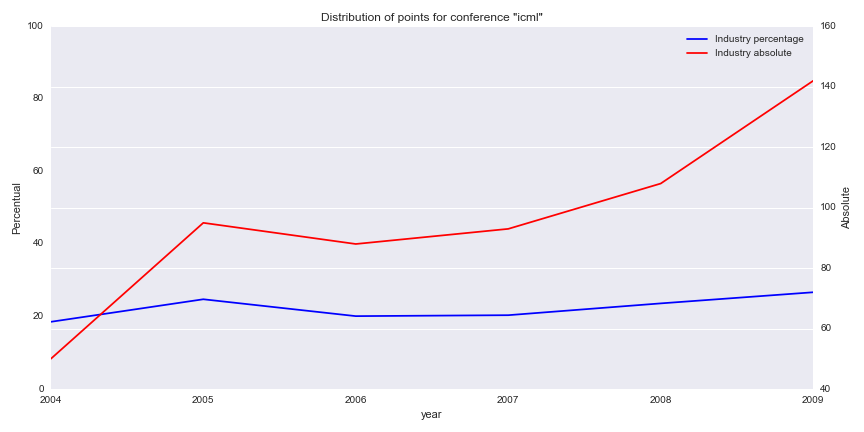 Distribution of points for conference "icml"
Industry percentage
Industry absolute
100
80
60
40
20
0
Percentual
160
140
120
100
80
60
40
Absolute
2004 2005 2006 2007 2008 2009
year